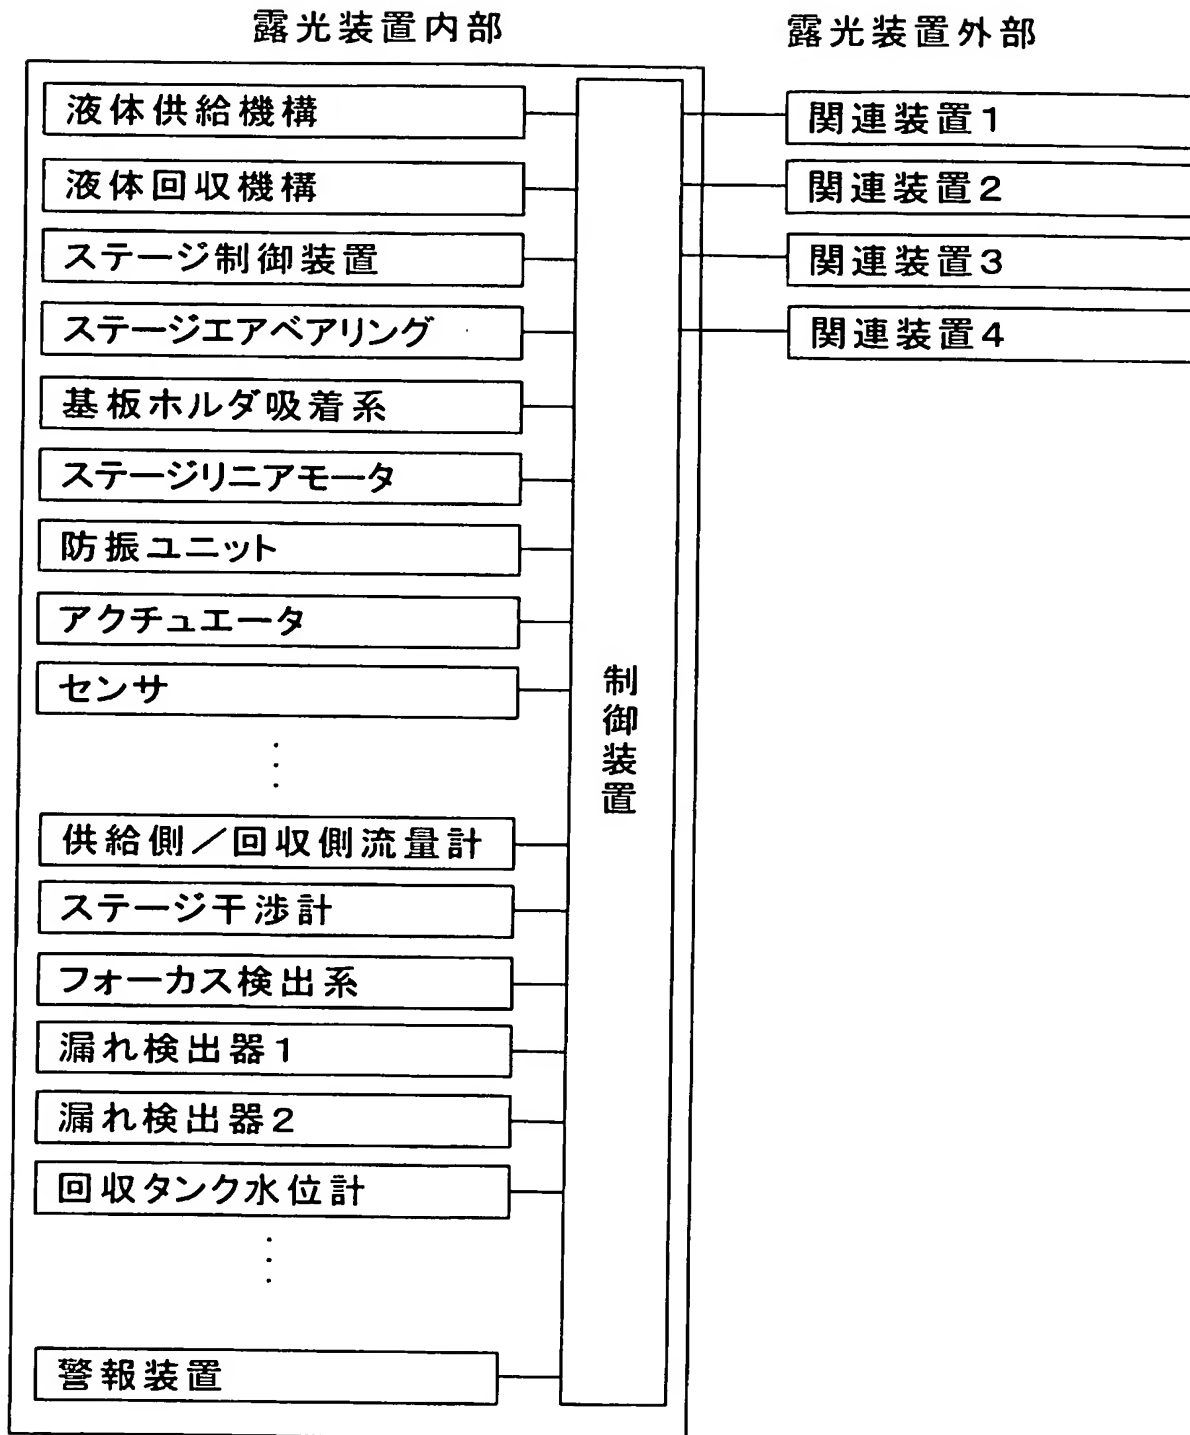 露光装置内部
露光装置外部
液体供給機構
液体回収機構
ステージ制御装置
ステージエアベアリング
基板ホルダ吸着系
ステージリニアモータ
防振ユニット
アクチュエータ
センサ
供給側／回収側流量計
ステージ干渉計
フォーカス検出系
漏れ検出器1
漏れ検出器2
回収タンク水位計
警報装置
制御装置
関連装置1
関連装置2
関連装置3
関連装置4